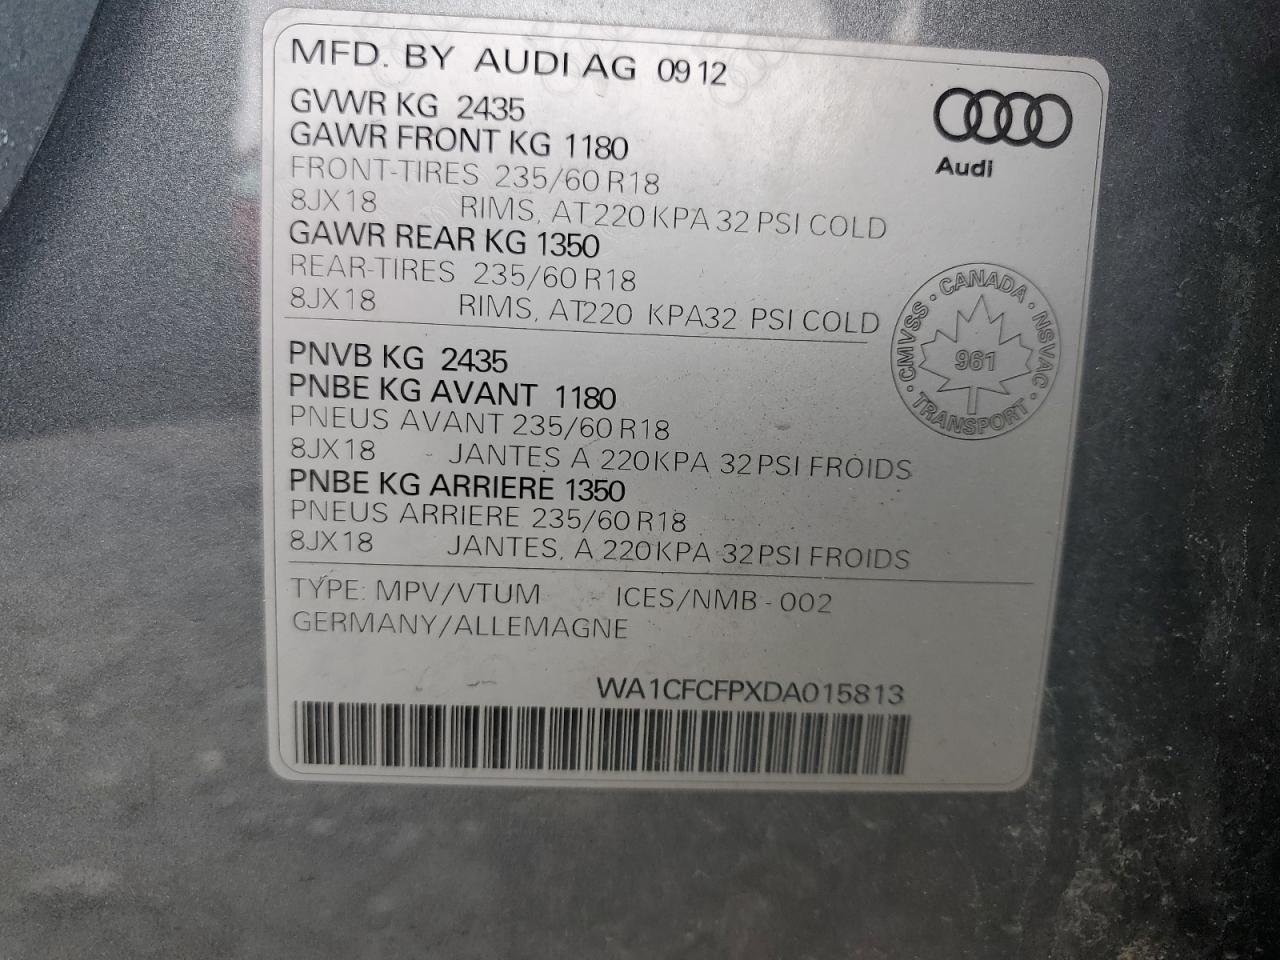 MFD. BY AUDI AG 09 12
GVWR KG 2435
GAWR FRONT KG 1180
FRONT-TIRES 235/60 R18
8JX18 RIMS, AT 220 KPA 32 PSI COLD
GAWR REAR KG 1350
REAR-TIRES 235/60 R18
8JX18 RIMS, AT 220 KPA 32 PSI COLD
Audi
CMVSS · CANADA · NSVAC · TRANSPORT ·
961
PNVB KG 2435
PNBE KG AVANT 1180
PNEUS AVANT 235/60 R18
8JX18 - JANTES A 220KPA 32PSI FROIDS
PNBE KG ARRIERE 1350
PNEUS ARRIERE 235/60 R18
8JX18 JANTES, A 220KPA 32PSI FROIDS
TYPE: MPV/VTUM ICES/NMB - 002
GERMANY/ALLEMAGNE
WA1CFCFPXDA015813